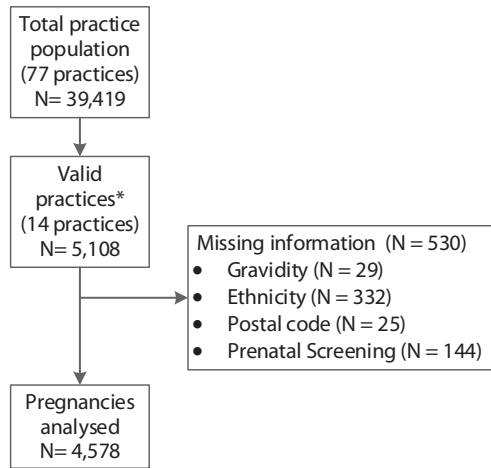 Total practice
population
(77 practices)
N= 39,419
Valid
practices*
(14 practices)
N= 5,108
Missing information (N = 530)
• Gravidity (N = 29)
• Ethnicity (N = 332)
• Postal code (N = 25)
• Prenatal Screening (N = 144)
Pregnancies
analysed
N= 4,578